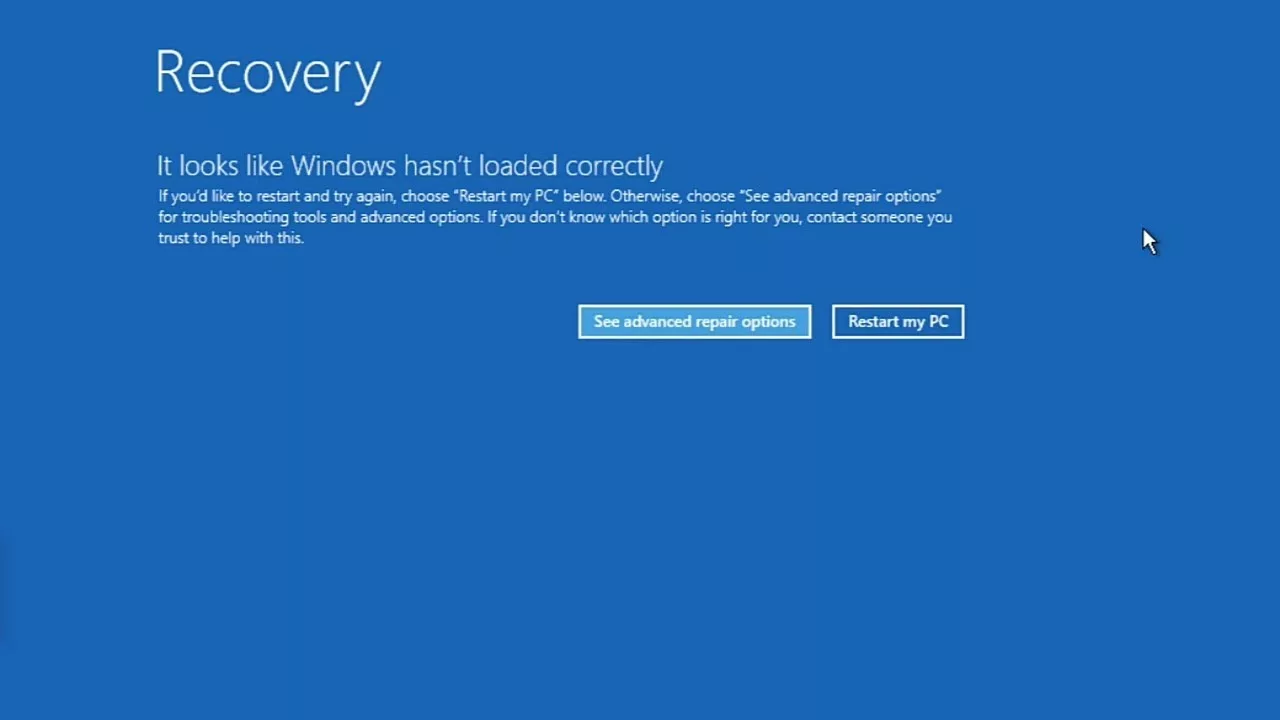 Recovery
It looks like Windows hasn’t loaded correctly
If you’d like to restart and try again, choose “Restart my PC” below. Otherwise, choose “See advanced repair options”
for troubleshooting tools and advanced options. If you don’t know which option is right for you, contact someone you
trust to help with this.
See advanced repair options
Restart my PC